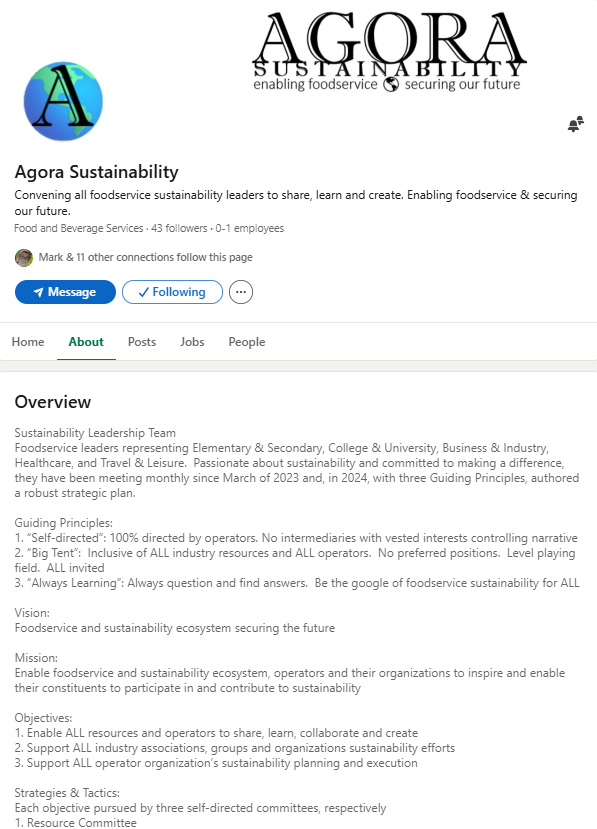 AGORA
SUSTAINABILITY
enabling foodservice securing our future
A
Agora Sustainability
Convening all foodservice sustainability leaders to share, learn and create. Enabling foodservice & securing
our future.
Food and Beverage Services · 43 followers · 0-1 employees
Mark & 11 other connections follow this page
Message
Following
Home About Posts Jobs People
Overview
Sustainability Leadership Team
Foodservice leaders representing Elementary & Secondary, College & University, Business & Industry,
Healthcare, and Travel & Leisure.  Passionate about sustainability and committed to making a difference,
they have been meeting monthly since March of 2023 and, in 2024, with three Guiding Principles, authored
a robust strategic plan.
Guiding Principles:
1. “Self-directed”: 100% directed by operators. No intermediaries with vested interests controlling narrative
2. “Big Tent”:  Inclusive of ALL industry resources and ALL operators.  No preferred positions.  Level playing
field.  ALL invited
3. “Always Learning”: Always question and find answers.  Be the google of foodservice sustainability for ALL
Vision:
Foodservice and sustainability ecosystem securing the future
Mission:
Enable foodservice and sustainability ecosystem, operators and their organizations to inspire and enable
their constituents to participate in and contribute to sustainability
Objectives:
1. Enable ALL resources and operators to share, learn, collaborate and create
2. Support ALL industry associations, groups and organizations sustainability efforts
3. Support ALL operator organization’s sustainability planning and execution
Strategies & Tactics:
Each objective pursued by three self-directed committees, respectively
1. Resource Committee